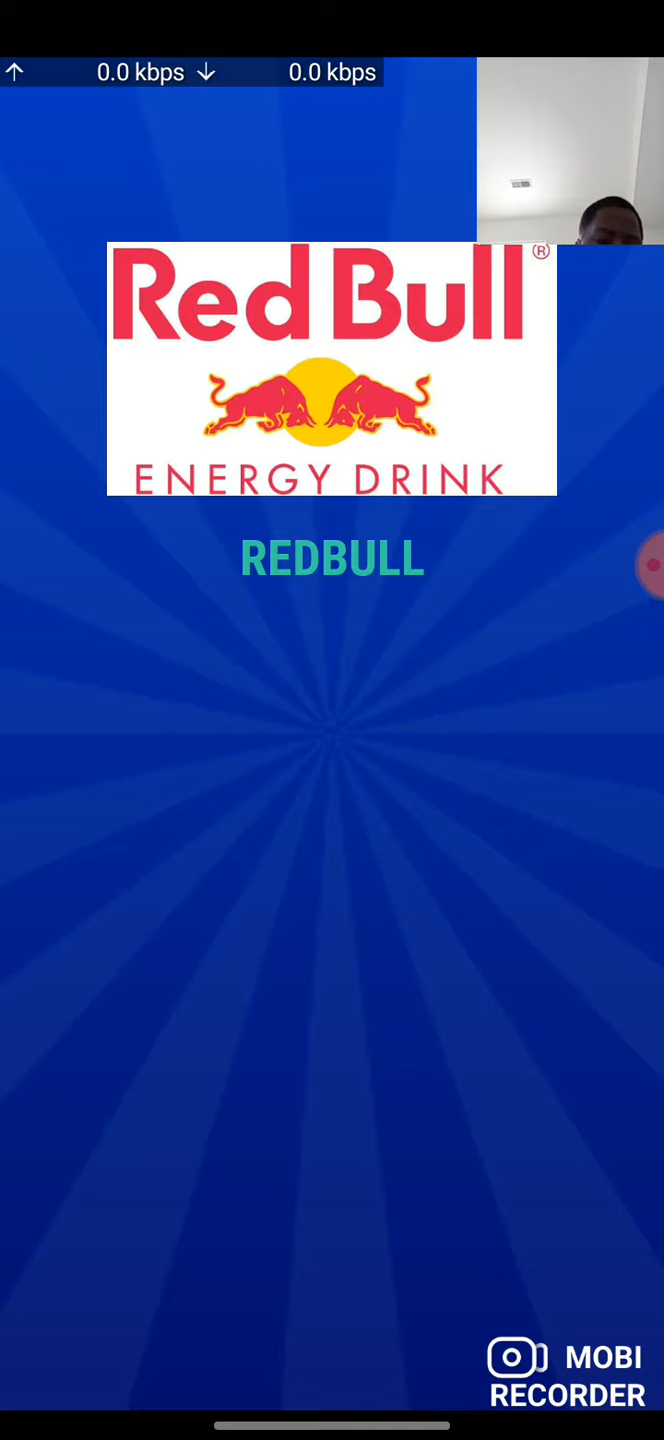 0.0 kbps 0.0 kbps
Red Bull®
ENERGY DRINK
REDBULL
MOBI
RECORDER